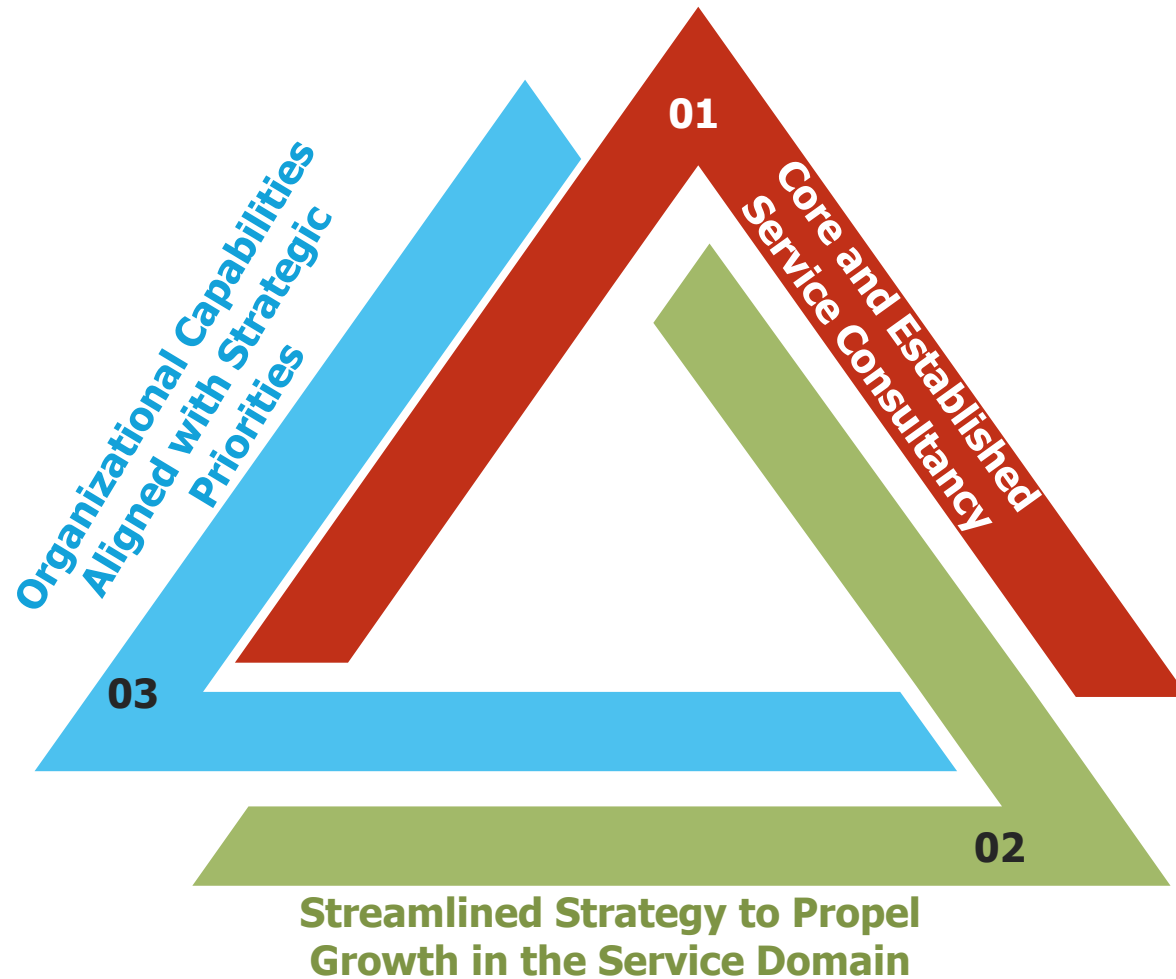 01
Core and Established
Service Consultancy
02
Streamlined Strategy to Propel
Growth in the Service Domain
03
Organizational Capabilities
Aligned with Strategic
Priorities